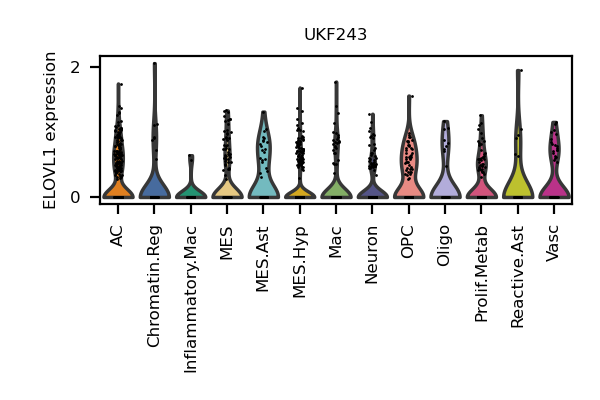 UKF243
ELOVL1 expression
2
0
AC
Chromatin.Reg
Inflammatory.Mac
MES
MES.Ast
MES.Hyp
Mac
Neuron
OPC
Oligo
Prolif.Metab
Reactive.Ast
Vasc